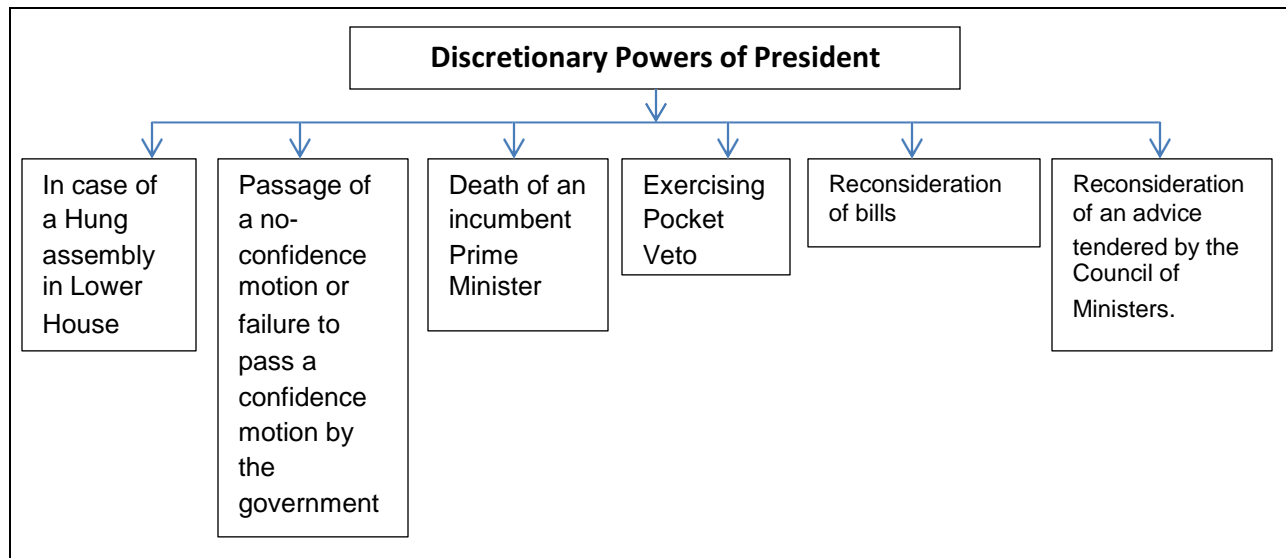 Discretionary Powers of President
In case of
a Hung
assembly
in Lower
House
Passage of
a no-
confidence
motion or
failure to
pass a
confidence
motion by
the
government
Death of an
incumbent
Prime
Minister
Exercising
Pocket
Veto
Reconsideration
of bills
Reconsideration
of an advice
tendered by the
Council of
Ministers.